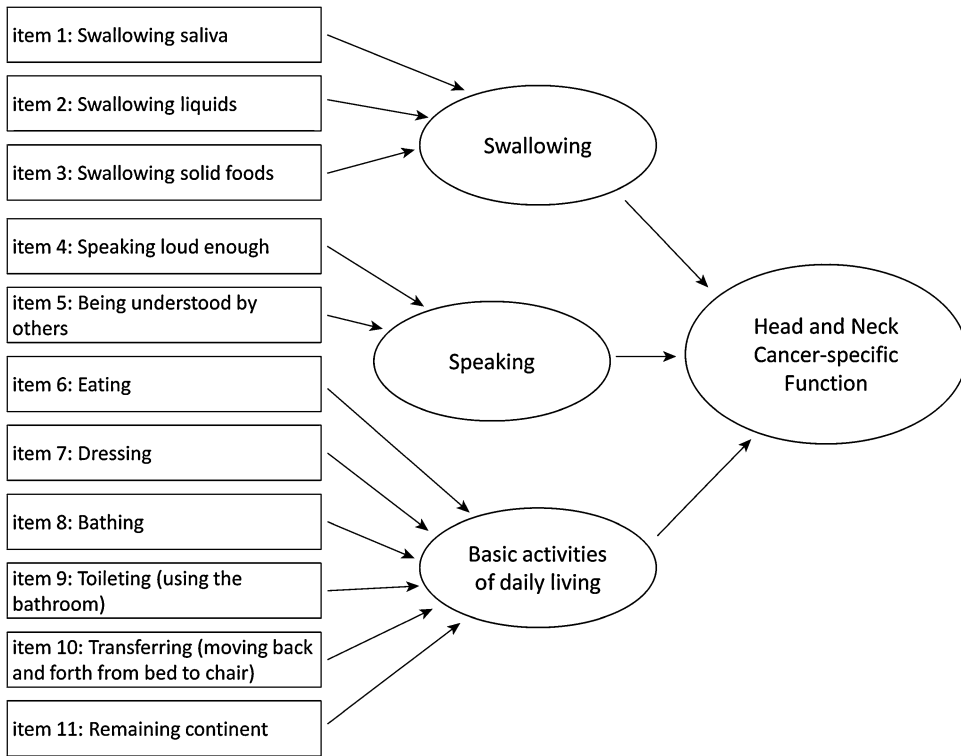 item 1: Swallowing saliva
item 2: Swallowing liquids
item 3: Swallowing solid foods
item 4: Speaking loud enough
item 5: Being understood by
others
item 6: Eating
item 7: Dressing
item 8: Bathing
item 9: Toileting (using the
bathroom)
item 10: Transferring (moving back
and forth from bed to chair)
item 11: Remaining continent
Swallowing
Speaking
Basic activities
of daily living
Head and Neck
Cancer-specific
Function